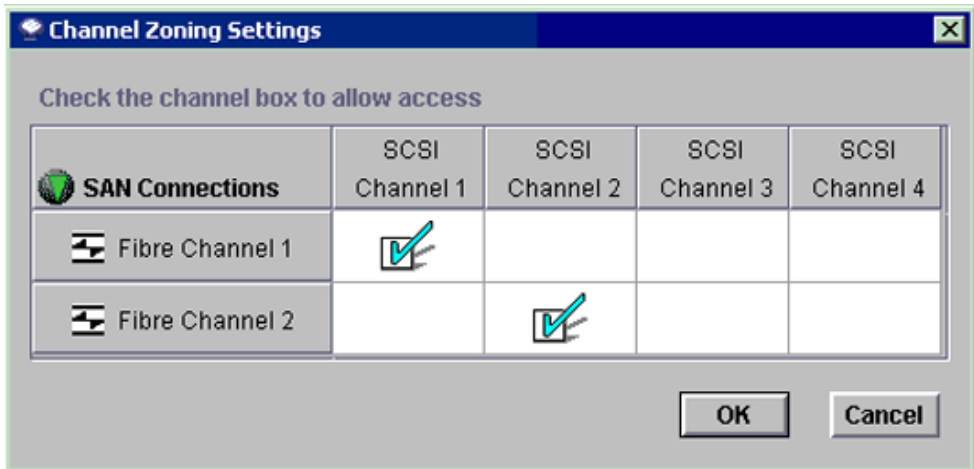 Channel Zoning Settings
Check the channel box to allow access
SAN Connections
SCSI Channel 1
SCSI Channel 2
SCSI Channel 3
SCSI Channel 4
Fibre Channel 1
Fibre Channel 2
OK
Cancel